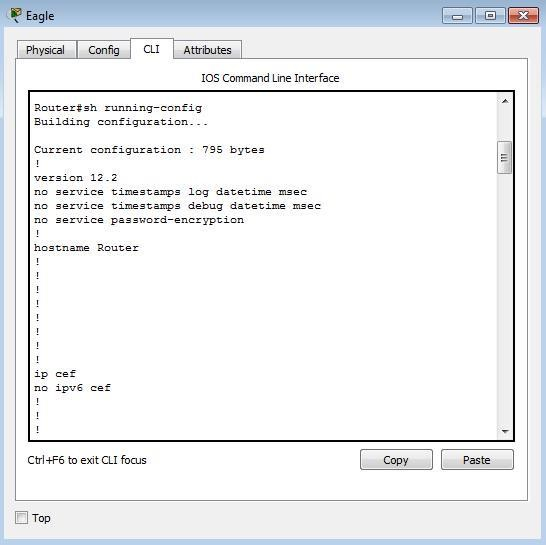 Eagle
Physical Config CLI Attributes
IOS Command Line Interface
Router#sh running-config
Building configuration...
Current configuration : 795 bytes
!
version 12.2
no service timestamps log datetime msec
no service timestamps debug datetime msec
no service password-encryption
!
hostname Router
!
!
!
!
!
!
!
!
ip cef
no ipv6 cef
!
!
!
Ctrl+F6 to exit CLI focus Copy Paste
Top